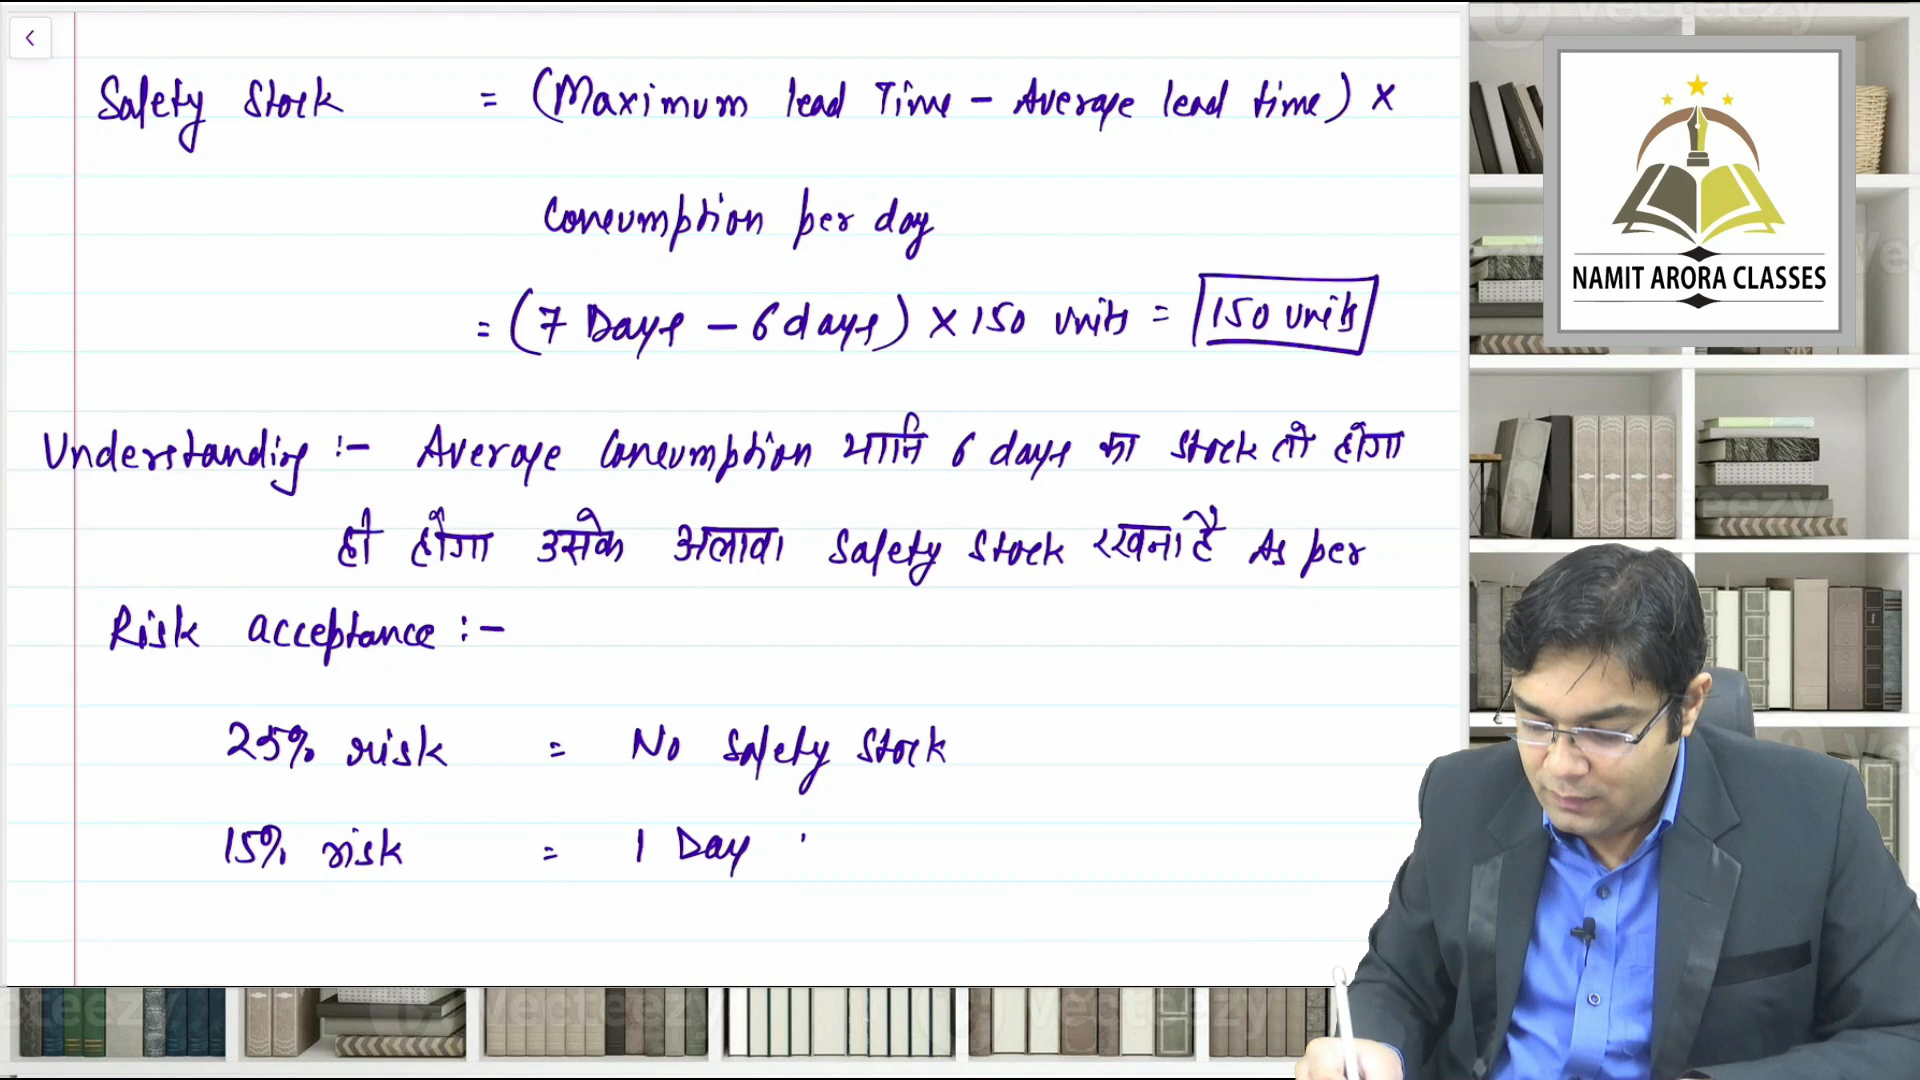 Safety Stock = (Maximum lead Time - Average lead time) ×
Consumption per day
= (7 Days - 6 days) × 150 units = 150 units
Understanding :- Average Consumption यानि 6 days का stock तो होगा
ही होगा उसके अलावा Safety Stock रखना है As per
Risk acceptance :-
25% risk = No Safety Stock
15% risk = 1 Day
NAMIT ARORA CLASSES